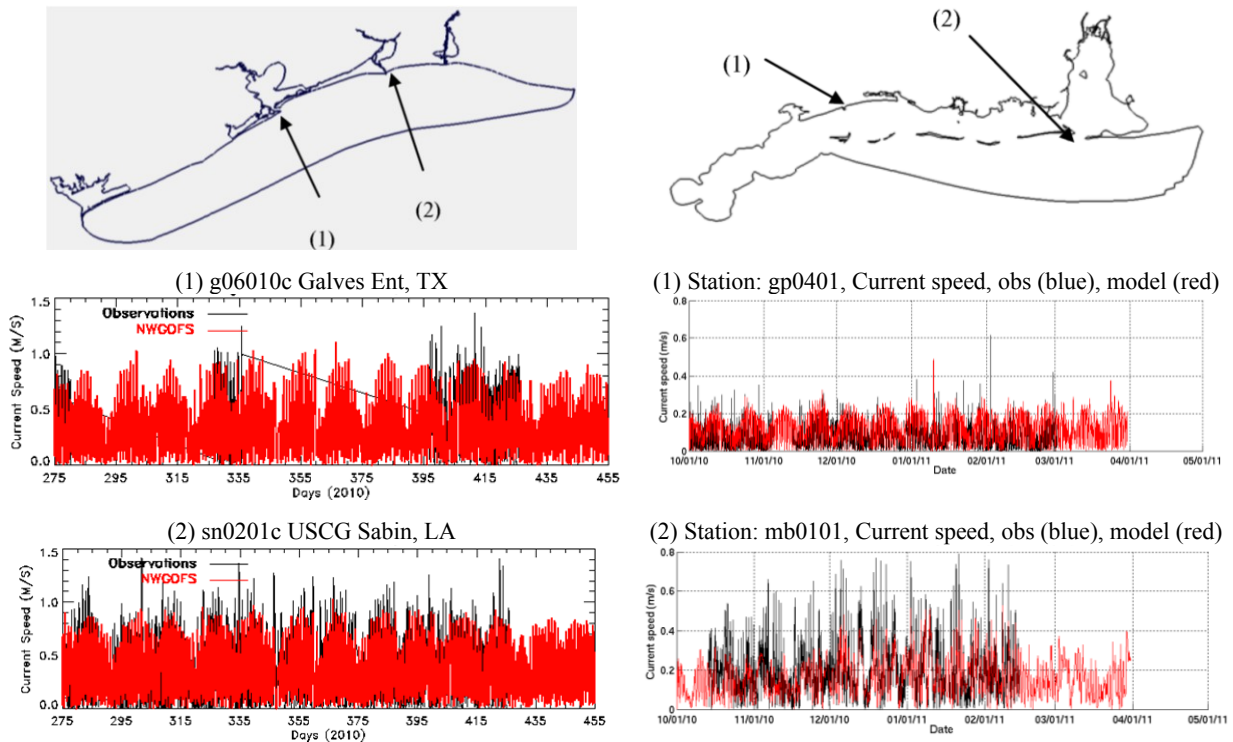 (1)
(2)
(1) g06010c Galves Ent, TX
1.5
1.0
0.5
0.0
Current Speed (M/S)
Observations
NWGOFS
275 295 315 335 355 375 395 415 435 455
Days (2010)
(2) sn0201c USCG Sabin, LA
1.5
1.0
0.5
0.0
Current Speed (M/S)
Observations
NWGOFS
275 295 315 335 355 375 395 415 435 455
Days (2010)
(2)
(1)
(1) Station: gp0401, Current speed, obs (blue), model (red)
0.8
0.6
0.4
0.2
0
Current speed (m/s)
10/01/10 11/01/10 12/01/10 01/01/11 02/01/11 03/01/11 04/01/11 05/01/11
Date
(2) Station: mb0101, Current speed, obs (blue), model (red)
0.8
0.6
0.4
0.2
0
Current speed (m/s)
10/01/10 11/01/10 12/01/10 01/01/11 02/01/11 03/01/11 04/01/11 05/01/11